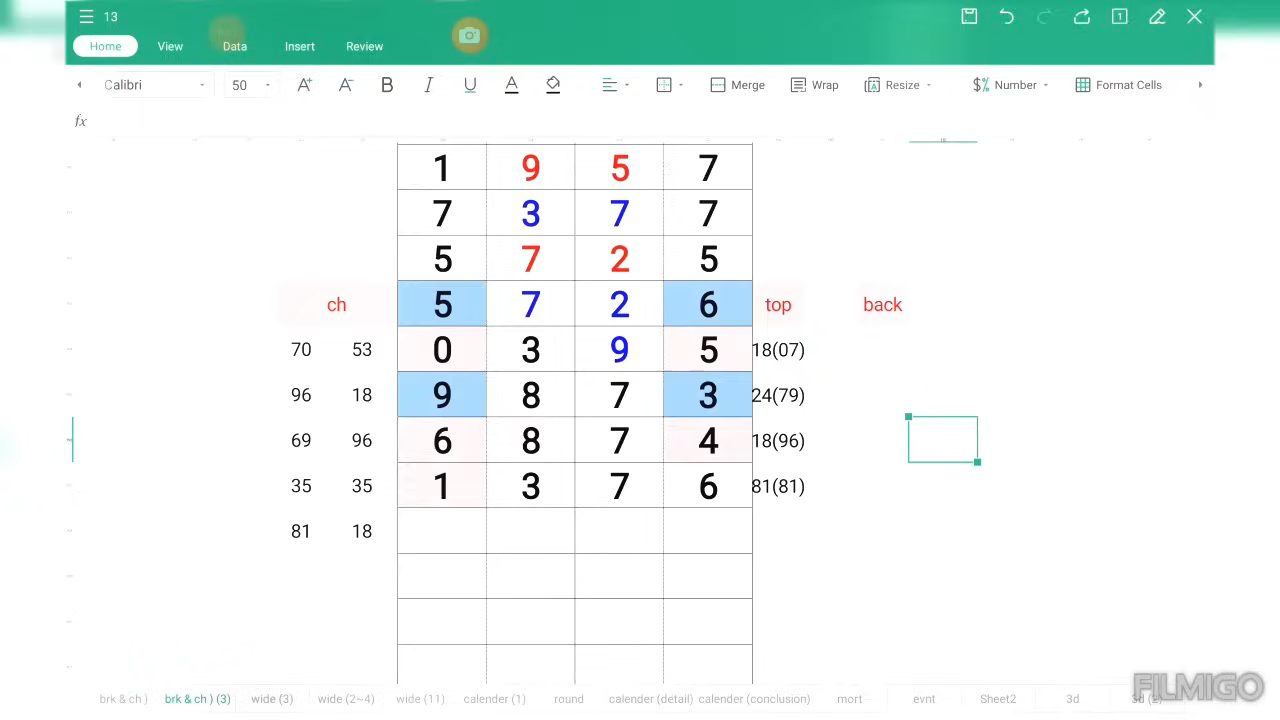 13
1
Home View Data Insert Review
Calibri 50 A+ A- B I U A Merge Wrap Resize $% Number Format Cells
fx
1 9 5 7
7 3 7 7
5 7 2 5
ch 5 7 2 6 top back
70 53 0 3 9 5 18(07)
96 18 9 8 7 3 24(79)
69 96 6 8 7 4 18(96)
35 35 1 3 7 6 81(81)
81 18
brk & ch ) brk & ch ) (3) wide (3) wide (2~4) wide (11) calender (1) round calender (detail) calender (conclusion) mort evnt Sheet2 3d 3d (2)
FILMIGO